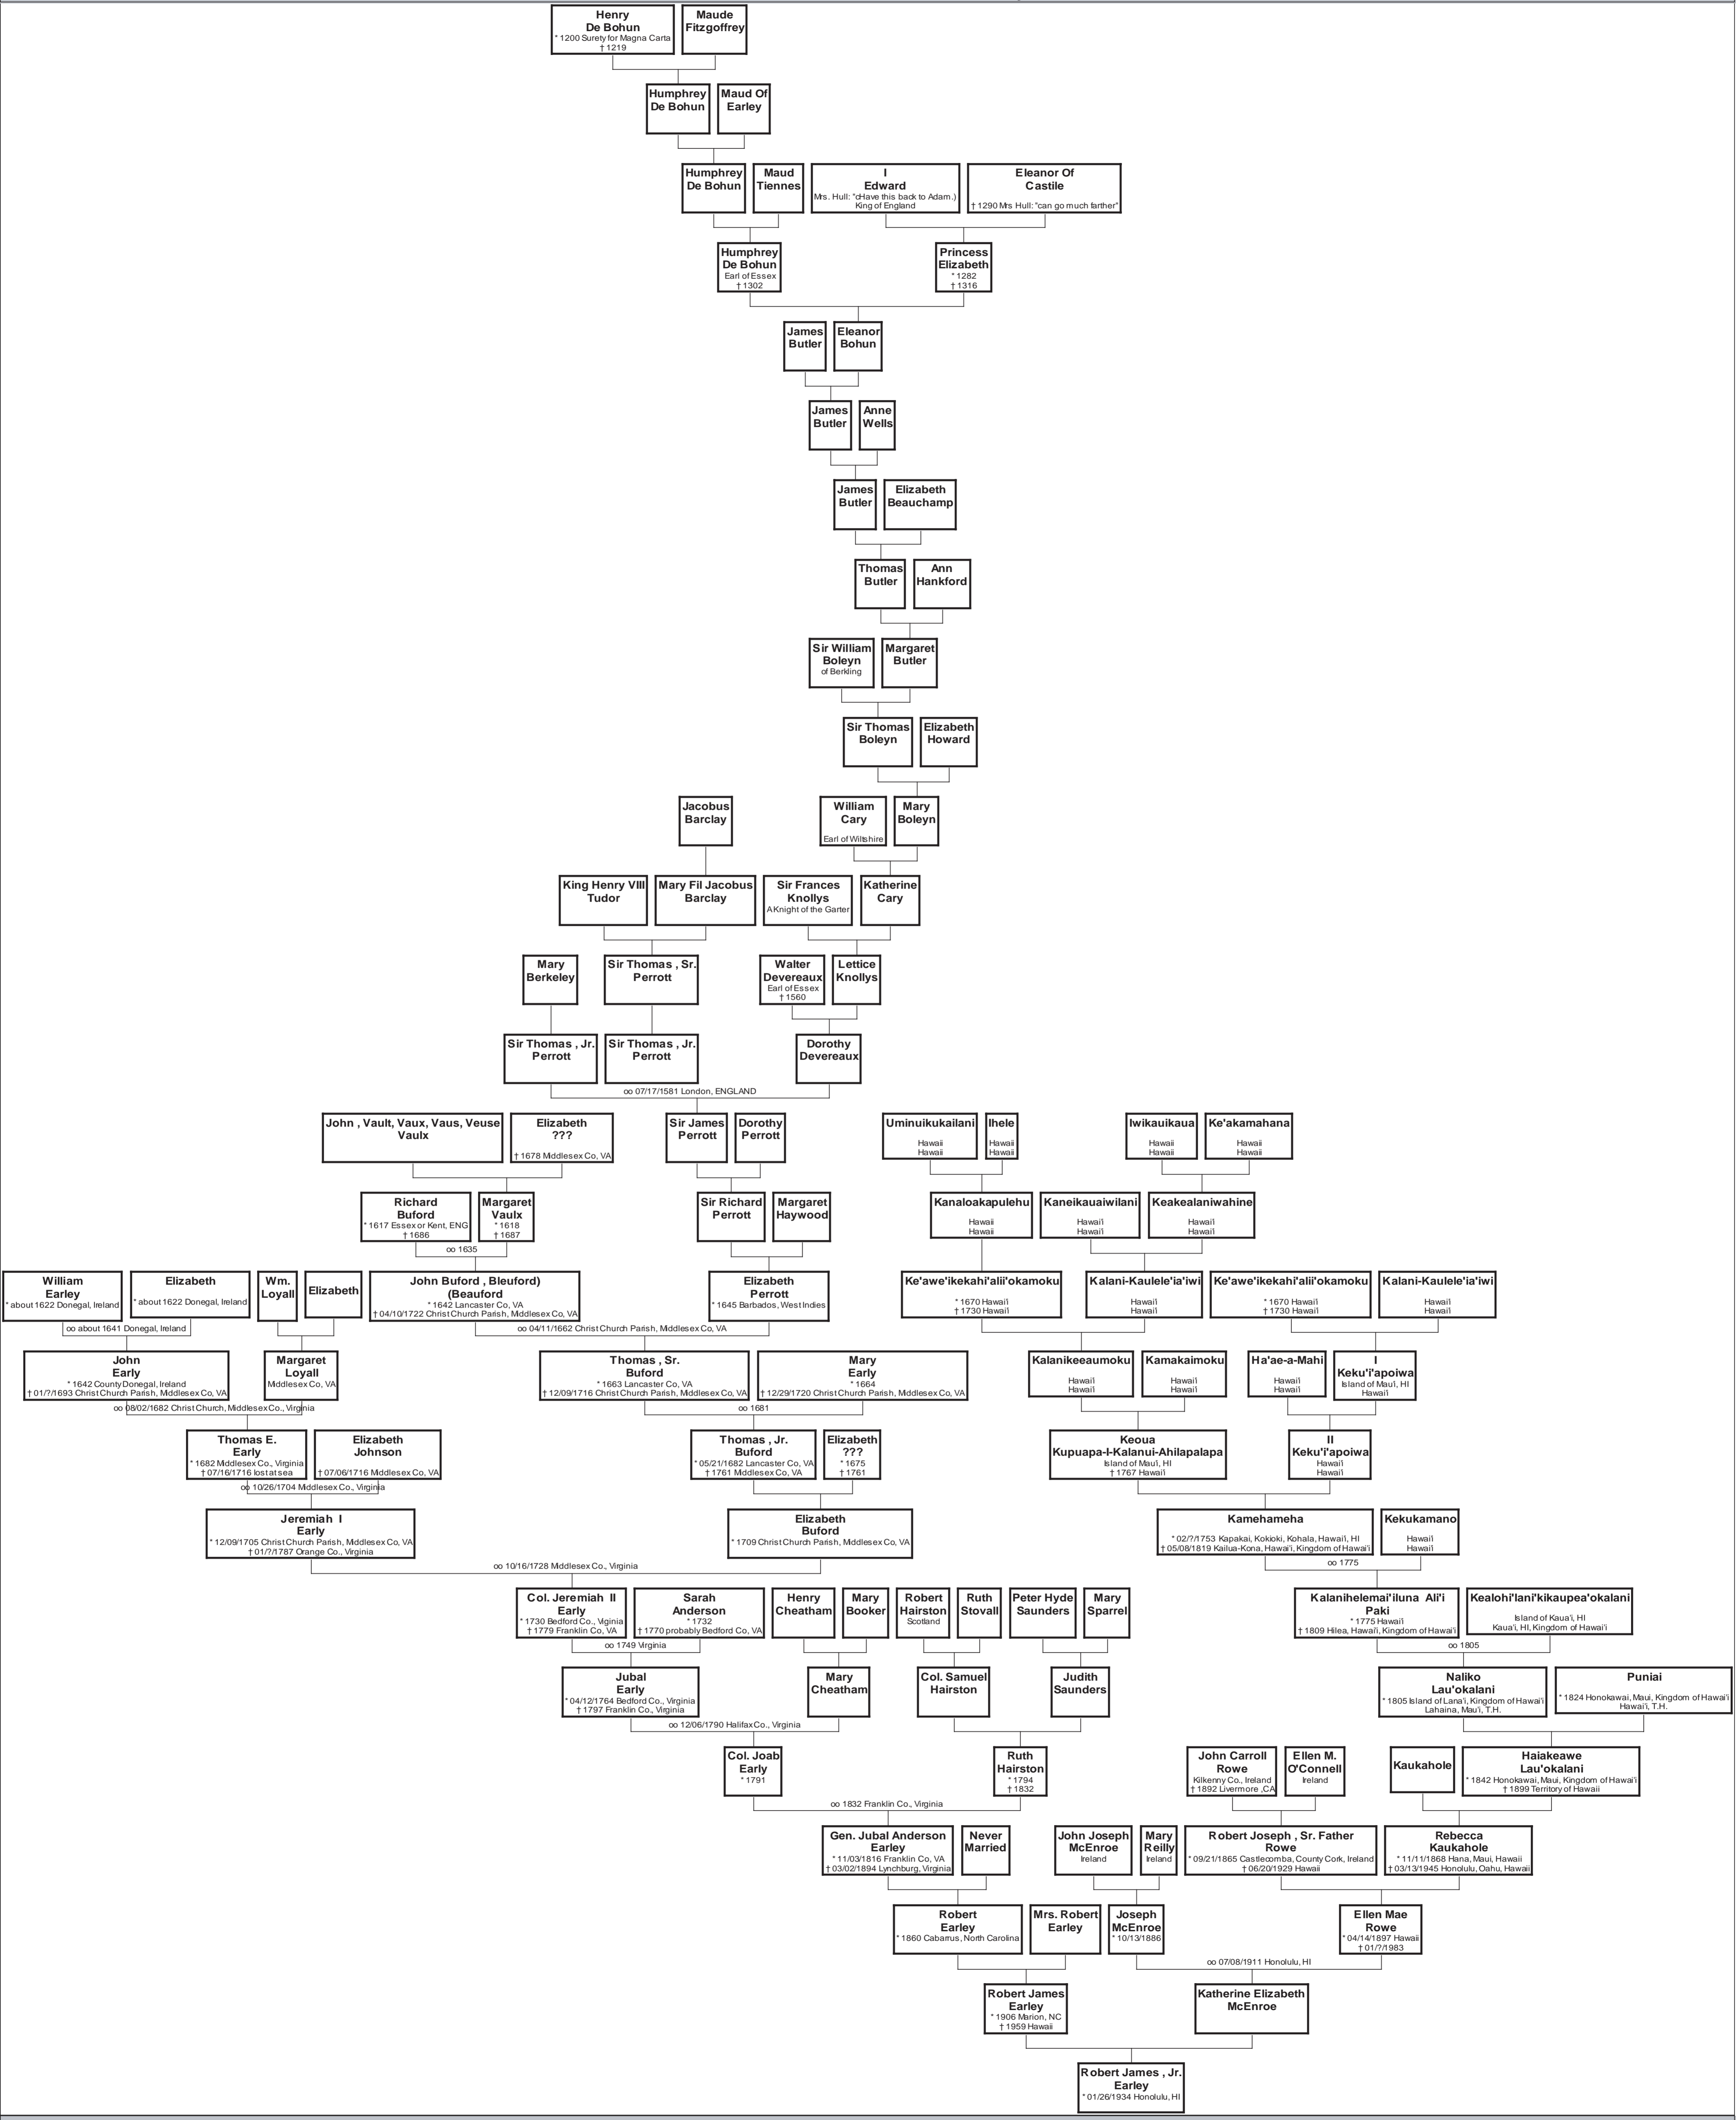 Henry
De Bohun
* 1200 Surety for Magna Carta
† 1219
Maude
Fitzgoffrey
Humphrey
De Bohun
Maud Of
Earley
Humphrey
De Bohun
Maud
Tiennes
I
Edward
Mrs. Hull: "cHave this back to Adam.)
King of England
Eleanor Of
Castile
† 1290 Mrs Hull: "can go much farther"
Humphrey
De Bohun
Earl of Essex
† 1302
Princess
Elizabeth
* 1282
† 1316
James
Butler
Eleanor
Bohun
James
Butler
Anne
Wells
James
Butler
Elizabeth
Beauchamp
Thomas
Butler
Ann
Hankford
Sir William
Boleyn
of Berkling
Margaret
Butler
Sir Thomas
Boleyn
Elizabeth
Howard
Jacobus
Barclay
William
Cary
Earl of Wiltshire
Mary
Boleyn
King Henry VIII
Tudor
Mary Fil Jacobus
Barclay
Sir Frances
Knollys
A Knight of the Garter
Katherine
Cary
Mary
Berkeley
Sir Thomas , Sr.
Perrott
Walter
Devereaux
Earl of Essex
† 1560
Lettice
Knollys
Sir Thomas , Jr.
Perrott
Sir Thomas , Jr.
Perrott
Dorothy
Devereaux
oo 07/17/1581 London, ENGLAND
John , Vault, Vaux, Vaus, Veuse
Vaulx
Elizabeth
???
† 1678 Middlesex Co, VA
Sir James
Perrott
Dorothy
Perrott
Uminuikukailani
Hawaii
Hawaii
Ihele
Hawaii
Hawaii
Iwikauikaua
Hawaii
Hawaii
Ke'akamahana
Hawaii
Hawaii
Richard
Buford
* 1617 Essex or Kent, ENG
† 1686
Margaret
Vaulx
* 1618
† 1687
oo 1635
Sir Richard
Perrott
Margaret
Haywood
Kanaloakapulehu
Hawaii
Hawaii
Kaneikauaiwilani
Hawai'i
Hawai'i
Keakealaniwahine
Hawai'i
Hawai'i
William
Earley
* about 1622 Donegal, Ireland
Elizabeth
* about 1622 Donegal, Ireland
oo about 1641 Donegal, Ireland
Wm.
Loyall
Elizabeth
John Buford , Bleuford)
(Beauford
* 1642 Lancaster Co, VA
† 04/10/1722 Christ Church Parish, Middlesex Co, VA
Elizabeth
Perrott
* 1645 Barbados, West Indies
oo 04/11/1662 Christ Church Parish, Middlesex Co, VA
Ke'awe'ikekahi'alii'okamoku
* 1670 Hawai'i
† 1730 Hawai'i
Kalani-Kaulele'ia'iwi
Hawai'i
Hawai'i
Ke'awe'ikekahi'alii'okamoku
* 1670 Hawai'i
† 1730 Hawai'i
Kalani-Kaulele'ia'iwi
Hawai'i
Hawai'i
John
Early
* 1642 County Donegal, Ireland
† 01/?/1693 Christ Church Parish, Middlesex Co, VA
Margaret
Loyall
Middlesex Co, VA
oo 08/02/1682 Christ Church, Middlesex Co., Virginia
Thomas , Sr.
Buford
* 1663 Lancaster Co, VA
† 12/09/1716 Christ Church Parish, Middlesex Co, VA
Mary
Early
* 1664
† 12/29/1720 Christ Church Parish, Middlesex Co, VA
oo 1681
Kalanikeeaumoku
Hawai'i
Hawai'i
Kamakaimoku
Hawai'i
Hawai'i
Ha'ae-a-Mahi
Hawai'i
Hawai'i
I
Keku'i'apoiwa
Island of Maui, HI
Hawai'i
Thomas E.
Early
* 1682 Middlesex Co., Virginia
† 07/16/1716 lost at sea
Elizabeth
Johnson
† 07/06/1716 Middlesex Co, VA
oo 10/26/1704 Middlesex Co., Virginia
Thomas , Jr.
Buford
* 05/21/1682 Lancaster Co, VA
† 1761 Middlesex Co, VA
Elizabeth
???
* 1675
† 1761
Keoua
Kupuapa-I-Kalanui-Ahilapalapa
Island of Maui, HI
† 1767 Hawai'i
II
Keku'i'apoiwa
Hawai'i
Hawai'i
Jeremiah I
Early
* 12/09/1705 Christ Church Parish, Middlesex Co, VA
† 01/?/1787 Orange Co., Virginia
Elizabeth
Buford
* 1709 Christ Church Parish, Middlesex Co, VA
oo 10/16/1728 Middlesex Co., Virginia
Kamehameha
* 02/?/1753 Kapakai, Kokioki, Kohala, Hawai'i, HI
† 05/08/1819 Kailua-Kona, Hawai'i, Kingdom of Hawai'i
Kekukamano
Hawai'i
Hawai'i
oo 1775
Col. Jeremiah II
Early
* 1730 Bedford Co., Viginia
† 1779 Franklin Co, VA
Sarah
Anderson
* 1732
† 1770 probably Bedford Co, VA
oo 1749 Virginia
Henry
Cheatham
Mary
Booker
Robert
Hairston
Scotland
Ruth
Stovall
Peter Hyde
Saunders
Mary
Sparrel
Kalanihelemai'iluna Ali'i
Paki
* 1775 Hawai'i
† 1809 Hilea, Hawai'i, Kingdom of Hawai'i
Kealohi'lani'kikaupea'okalani
Island of Kaua'i, HI
Kaua'i, HI, Kingdom of Hawai'i
oo 1805
Jubal
Early
* 04/12/1764 Bedford Co., Virginia
† 1797 Franklin Co., Virginia
Mary
Cheatham
oo 12/06/1790 Halifax Co., Virginia
Col. Samuel
Hairston
Judith
Saunders
Naliko
Lau'okalani
* 1805 Island of Lana'i, Kingdom of Hawai'i
Lahaina, Mau'i, T.H.
Puniai
* 1824 Honokawai, Maui, Kingdom of Hawai'i
Hawai'i, T.H.
Col. Joab
Early
* 1791
Ruth
Hairston
* 1794
† 1832
oo 1832 Franklin Co., Virginia
John Carroll
Rowe
Kilkenny Co., Ireland
† 1892 Livermore ,CA
Ellen M.
O'Connell
Ireland
Kaukahole
Haiakeawe
Lau'okalani
* 1842 Honokawai, Maui, Kingdom of Hawai'i
† 1899 Territory of Hawaii
Gen. Jubal Anderson
Earley
* 11/03/1816 Franklin Co, VA
† 03/02/1894 Lynchburg, Virginia
Never
Married
John Joseph
McEnroe
Ireland
Mary
Reilly
Ireland
Robert Joseph , Sr. Father
Rowe
* 09/21/1865 Castlecomba, County Cork, Ireland
† 06/20/1929 Hawaii
Rebecca
Kaukahole
* 11/11/1868 Hana, Maui, Hawaii
† 03/13/1945 Honolulu, Oahu, Hawaii
Robert
Earley
* 1860 Cabarrus, North Carolina
Mrs. Robert
Earley
Joseph
McEnroe
* 10/13/1886
Ellen Mae
Rowe
* 04/14/1897 Hawaii
† 01/?/1983
oo 07/08/1911 Honolulu, HI
Robert James
Earley
* 1906 Marion, NC
† 1959 Hawaii
Katherine Elizabeth
McEnroe
Robert James , Jr.
Earley
* 01/26/1934 Honolulu, HI